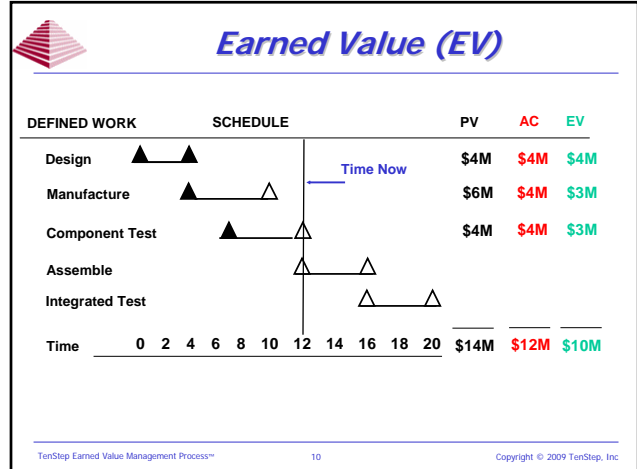 Earned Value (EV)
DEFINED WORK SCHEDULE PV AC EV
Design $4M $4M $4M
Time Now
Manufacture $6M $4M $3M
Component Test $4M $4M $3M
Assemble
Integrated Test
Time 0 2 4 6 8 10 12 14 16 18 20 $14M $12M $10M
TenStep Earned Value Management Process℠ 10 Copyright © 2009 TenStep, Inc